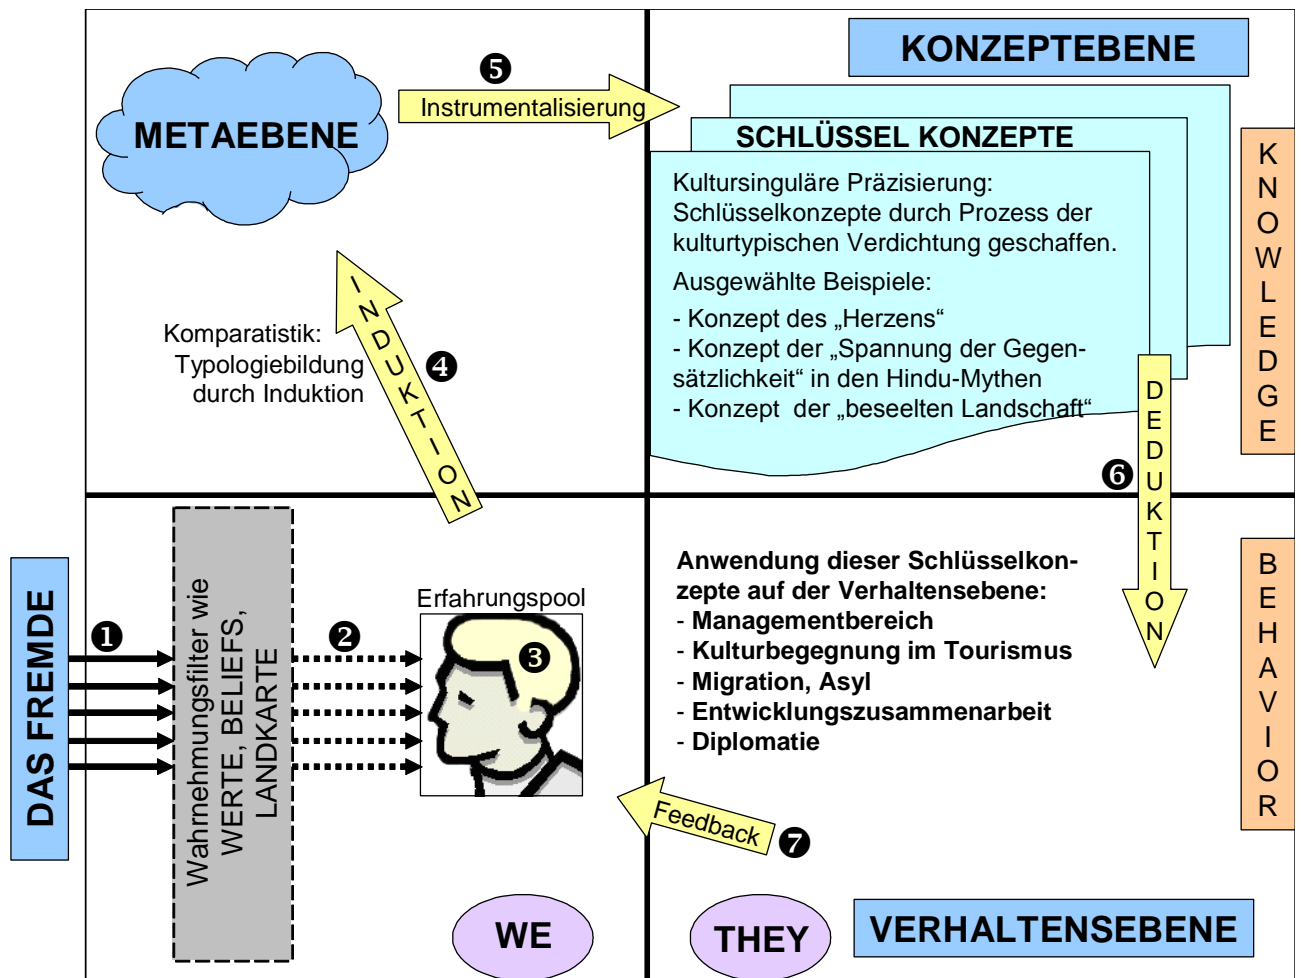 KONZEPTEBENE
❺
Instrumentalisierung
METAEBENE
SCHLÜSSEL KONZEPTE
Kultursinguläre Präzisierung:
Schlüsselkonzepte durch Prozess der
kulturtypischen Verdichtung geschaffen.
Ausgewählte Beispiele:
- Konzept des „Herzens“
- Konzept der „Spannung der Gegen-
sätzlichkeit“ in den Hindu-Mythen
- Konzept der „beseelten Landschaft“
KNOWLEDGE
Komparatistik:
Typologiebildung
durch Induktion
INDUKTION
❹
DEDUKTION
❻
DAS FREMDE
❶
Wahrnehmungsfilter wie
WERTE, BELIEFS,
LANDKARTE
❷
Erfahrungspool
❸
Anwendung dieser Schlüsselkon-
zepte auf der Verhaltensebene:
- Managementbereich
- Kulturbegegnung im Tourismus
- Migration, Asyl
- Entwicklungszusammenarbeit
- Diplomatie
BEHAVIOR
Feedback
❼
WE
THEY
VERHALTENSEBENE